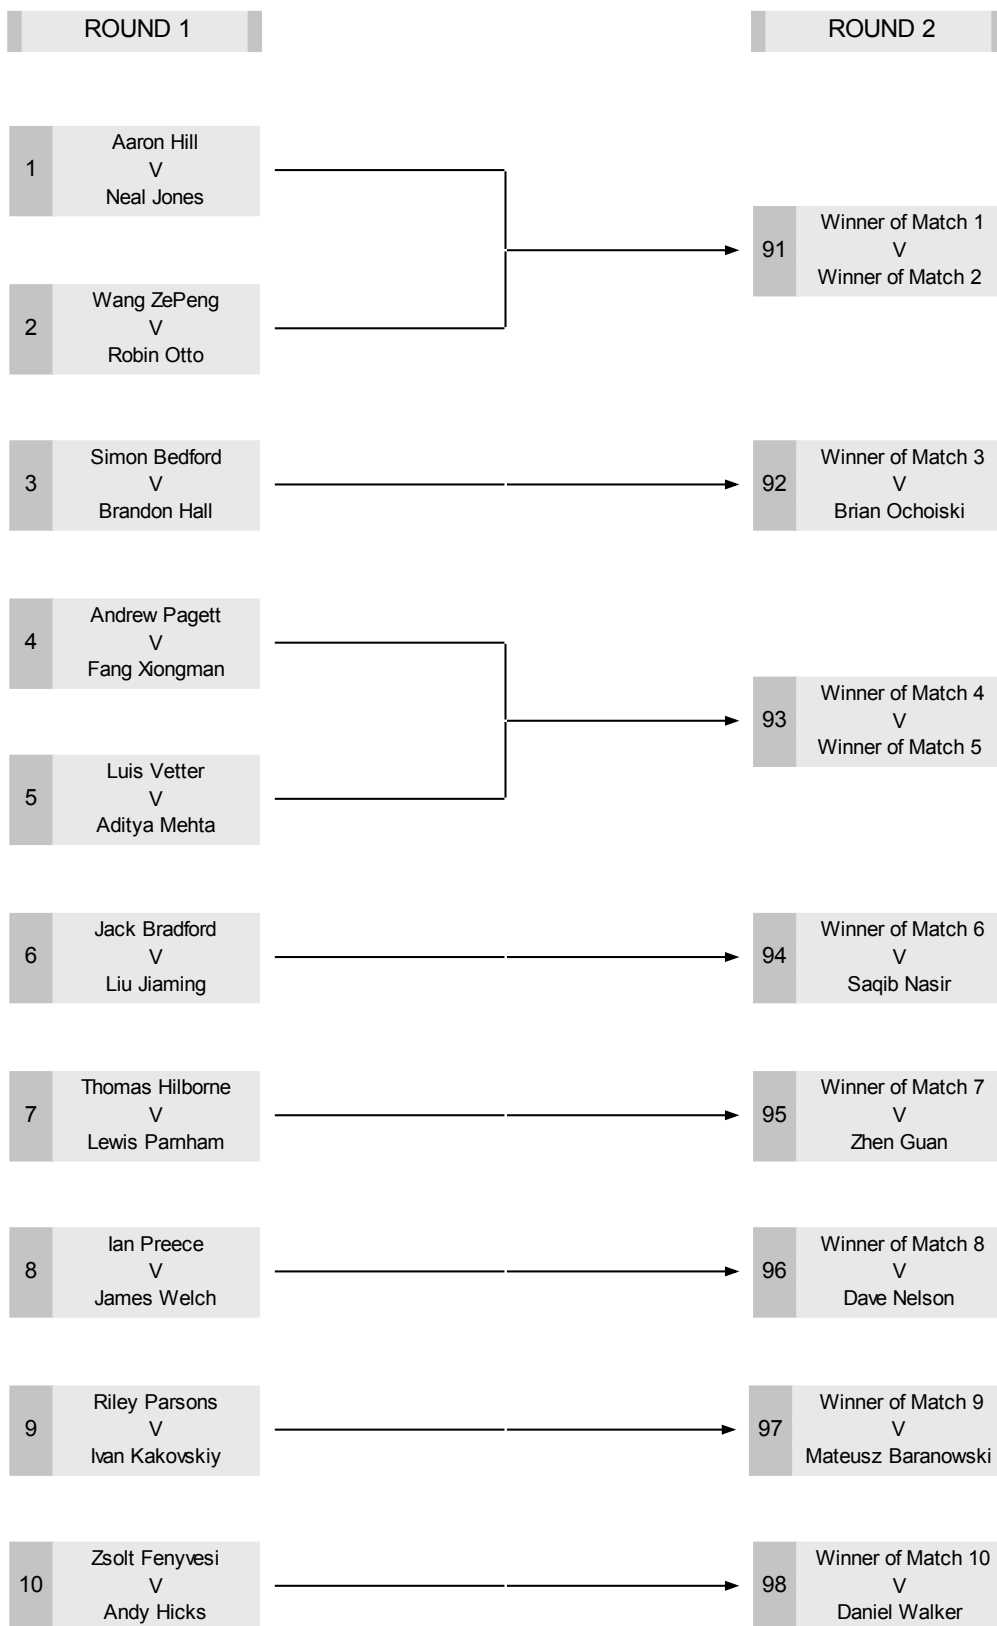 ROUND 1
ROUND 2
1
Aaron Hill
V
Neal Jones
91
Winner of Match 1
V
Winner of Match 2
2
Wang ZePeng
V
Robin Otto
3
Simon Bedford
V
Brandon Hall
92
Winner of Match 3
V
Brian Ochoiski
4
Andrew Pagett
V
Fang Xiongman
93
Winner of Match 4
V
Winner of Match 5
5
Luis Vetter
V
Aditya Mehta
6
Jack Bradford
V
Liu Jiaming
94
Winner of Match 6
V
Saqib Nasir
7
Thomas Hilborne
V
Lewis Parnham
95
Winner of Match 7
V
Zhen Guan
8
Ian Preece
V
James Welch
96
Winner of Match 8
V
Dave Nelson
9
Riley Parsons
V
Ivan Kakovskiy
97
Winner of Match 9
V
Mateusz Baranowski
10
Zsolt Fenyvesi
V
Andy Hicks
98
Winner of Match 10
V
Daniel Walker